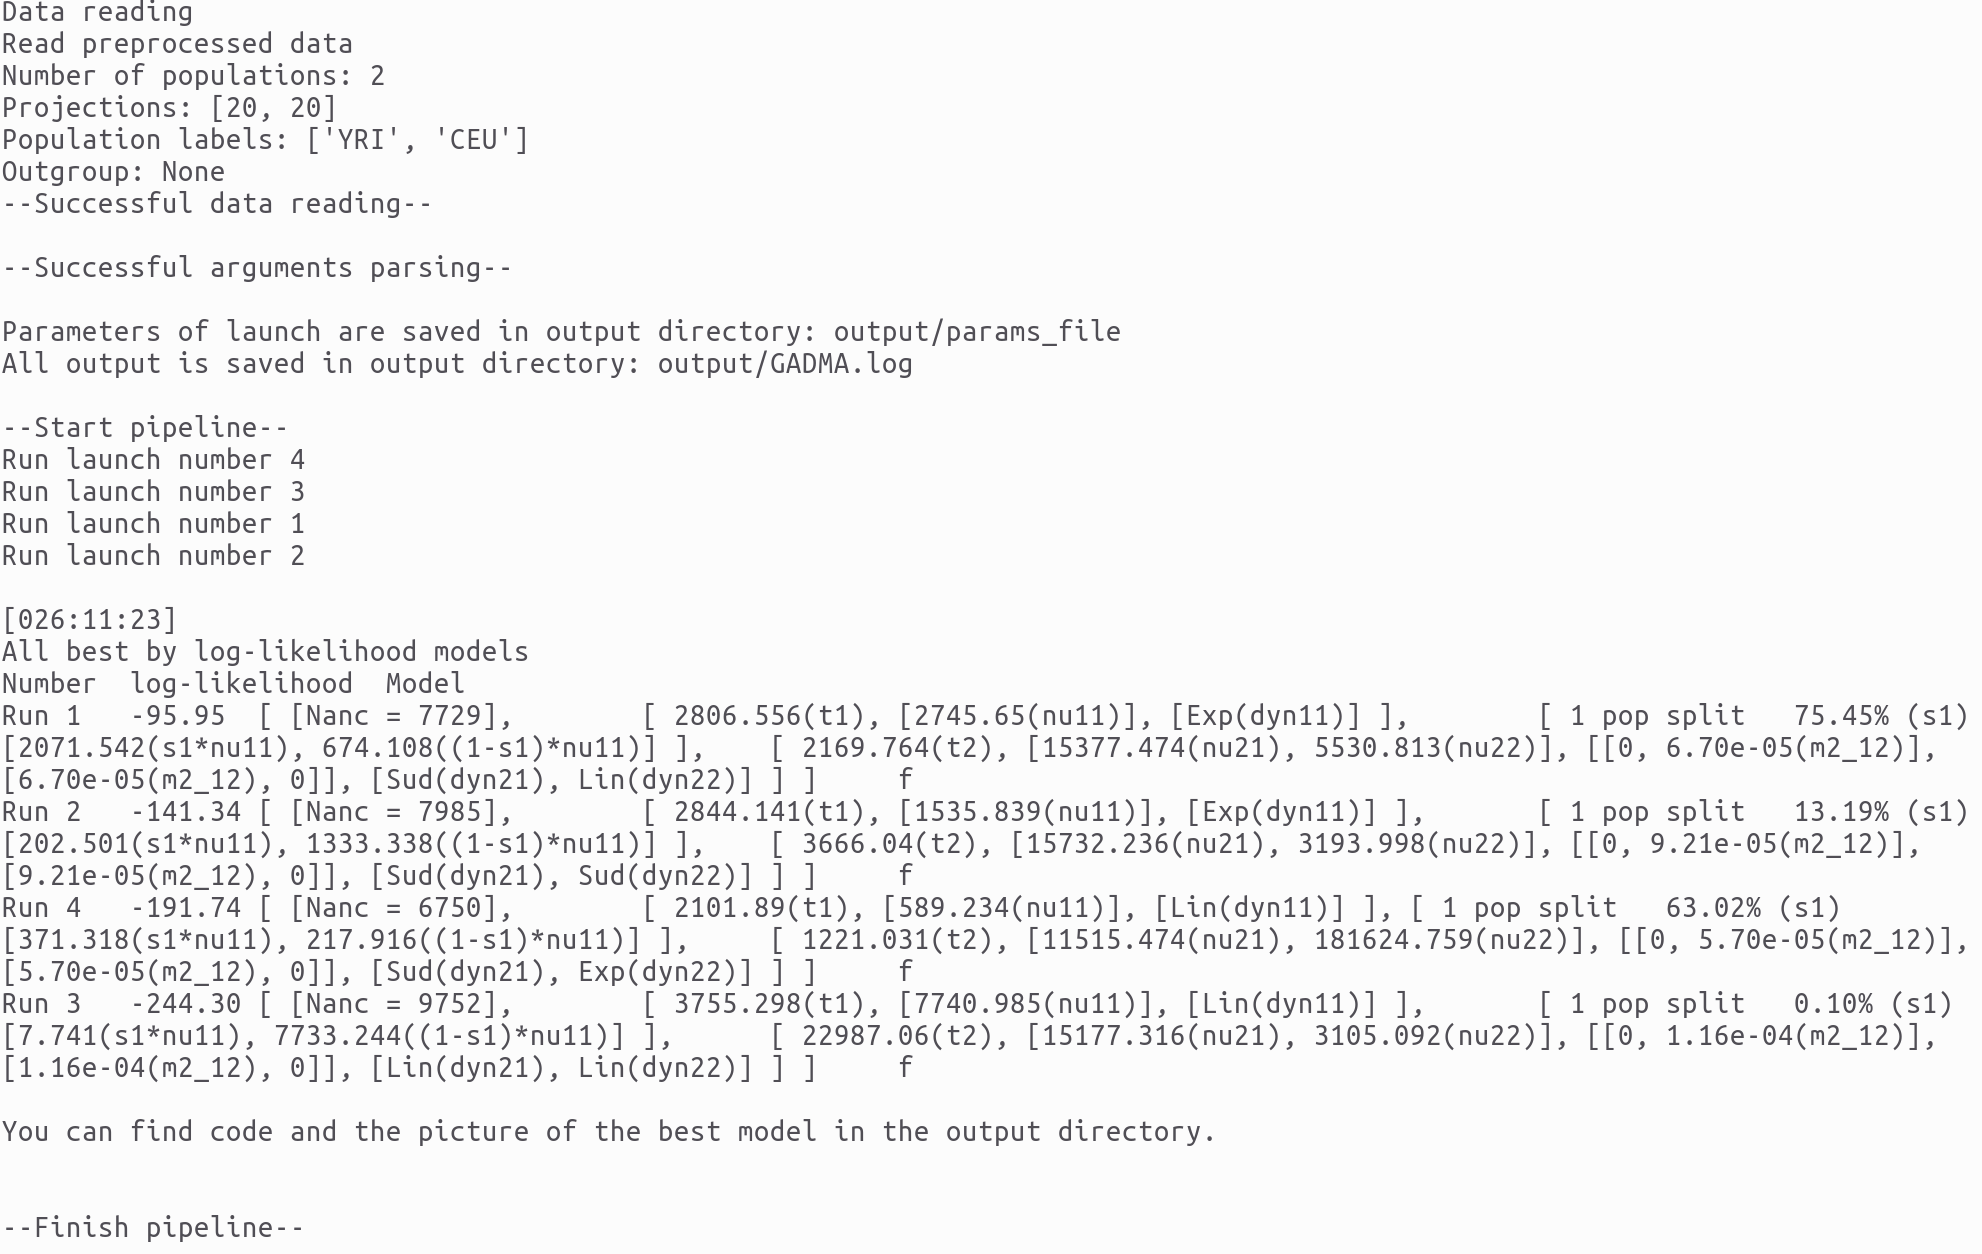 Data reading
Read preprocessed data
Number of populations: 2
Projections: [20, 20]
Population labels: ['YRI', 'CEU']
Outgroup: None
--Successful data reading--
--Successful arguments parsing--
Parameters of launch are saved in output directory: output/params_file
All output is saved in output directory: output/GADMA.log
--Start pipeline--
Run launch number 4
Run launch number 3
Run launch number 1
Run launch number 2
[026:11:23]
All best by log-likelihood models
Number  log-likelihood  Model
Run 1   -95.95  [ [Nanc = 7729],        [ 2806.556(t1), [2745.65(nu11)], [Exp(dyn11)] ],        [ 1 pop split   75.45% (s1)
[2071.542(s1*nu11), 674.108((1-s1)*nu11)] ],    [ 2169.764(t2), [15377.474(nu21), 5530.813(nu22)], [[0, 6.70e-05(m2_12)],
[6.70e-05(m2_12), 0]], [Sud(dyn21), Lin(dyn22)] ] ]     f
Run 2   -141.34 [ [Nanc = 7985],        [ 2844.141(t1), [1535.839(nu11)], [Exp(dyn11)] ],       [ 1 pop split   13.19% (s1)
[202.501(s1*nu11), 1333.338((1-s1)*nu11)] ],    [ 3666.04(t2), [15732.236(nu21), 3193.998(nu22)], [[0, 9.21e-05(m2_12)],
[9.21e-05(m2_12), 0]], [Sud(dyn21), Sud(dyn22)] ] ]     f
Run 4   -191.74 [ [Nanc = 6750],        [ 2101.89(t1), [589.234(nu11)], [Lin(dyn11)] ], [ 1 pop split   63.02% (s1)
[371.318(s1*nu11), 217.916((1-s1)*nu11)] ],     [ 1221.031(t2), [11515.474(nu21), 181624.759(nu22)], [[0, 5.70e-05(m2_12)],
[5.70e-05(m2_12), 0]], [Sud(dyn21), Exp(dyn22)] ] ]     f
Run 3   -244.30 [ [Nanc = 9752],        [ 3755.298(t1), [7740.985(nu11)], [Lin(dyn11)] ],       [ 1 pop split   0.10% (s1)
[7.741(s1*nu11), 7733.244((1-s1)*nu11)] ],      [ 22987.06(t2), [15177.316(nu21), 3105.092(nu22)], [[0, 1.16e-04(m2_12)],
[1.16e-04(m2_12), 0]], [Lin(dyn21), Lin(dyn22)] ] ]     f
You can find code and the picture of the best model in the output directory.
--Finish pipeline--